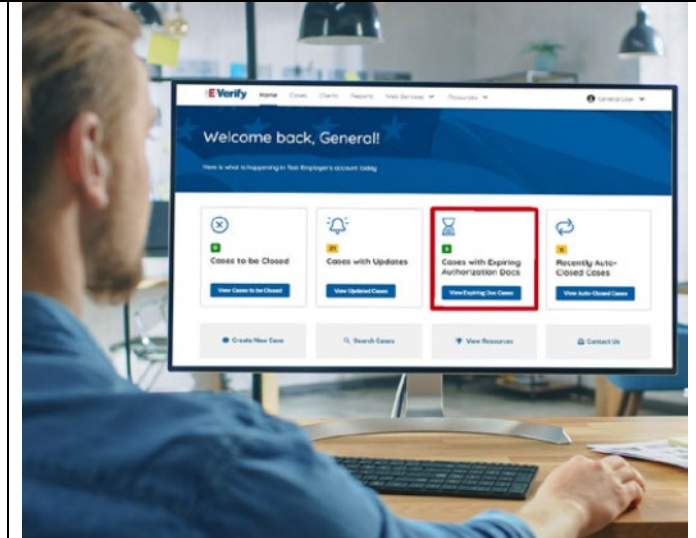 E Verify Home Cases Clients Reports Web Services Resources General User
Welcome back, General!
Here is what is happening in Test Employer's account today
Cases to be Closed
View Cases to be Closed
21
Cases with Updates
View Updated Cases
Cases with Expiring
Authorization Docs
View Expiring Doc Cases
Recently Auto-
Closed Cases
View Auto-Closed Cases
Create New Case
Search Cases
View Resources
Contact Us